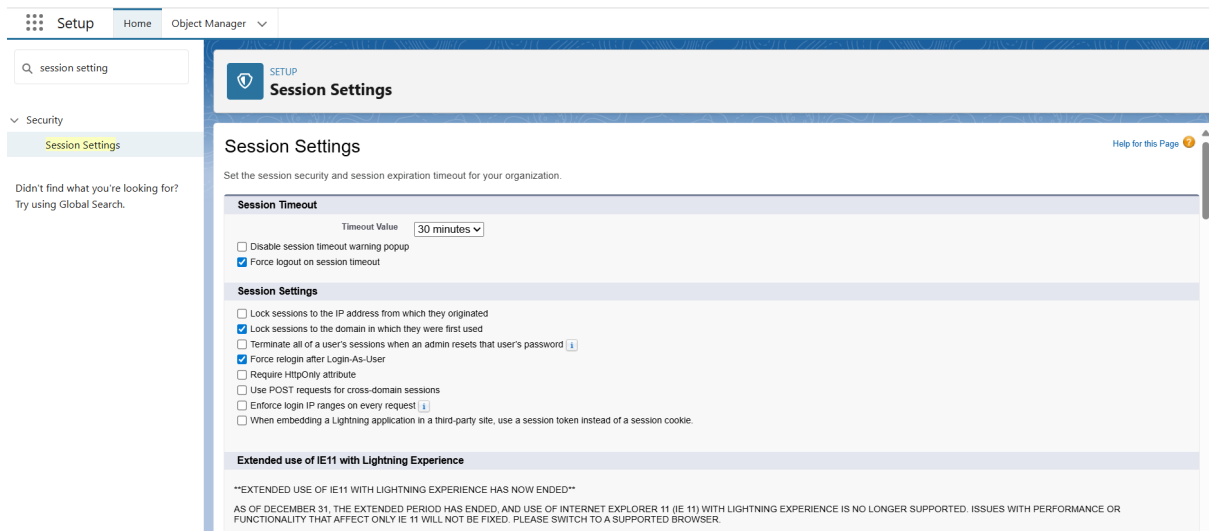 Setup
Home
Object Manager
session setting
Security
Session Settings
Didn't find what you're looking for?
Try using Global Search.
SETUP
Session Settings
Session Settings
Help for this Page
Set the session security and session expiration timeout for your organization.
Session Timeout
Timeout Value 30 minutes
Disable session timeout warning popup
Force logout on session timeout
Session Settings
Lock sessions to the IP address from which they originated
Lock sessions to the domain in which they were first used
Terminate all of a user's sessions when an admin resets that user's password i
Force relogin after Login-As-User
Require HttpOnly attribute
Use POST requests for cross-domain sessions
Enforce login IP ranges on every request i
When embedding a Lightning application in a third-party site, use a session token instead of a session cookie.
Extended use of IE11 with Lightning Experience
**EXTENDED USE OF IE11 WITH LIGHTNING EXPERIENCE HAS NOW ENDED**
AS OF DECEMBER 31, THE EXTENDED PERIOD HAS ENDED, AND USE OF INTERNET EXPLORER 11 (IE 11) WITH LIGHTNING EXPERIENCE IS NO LONGER SUPPORTED. ISSUES WITH PERFORMANCE OR
FUNCTIONALITY THAT AFFECT ONLY IE 11 WILL NOT BE FIXED. PLEASE SWITCH TO A SUPPORTED BROWSER.